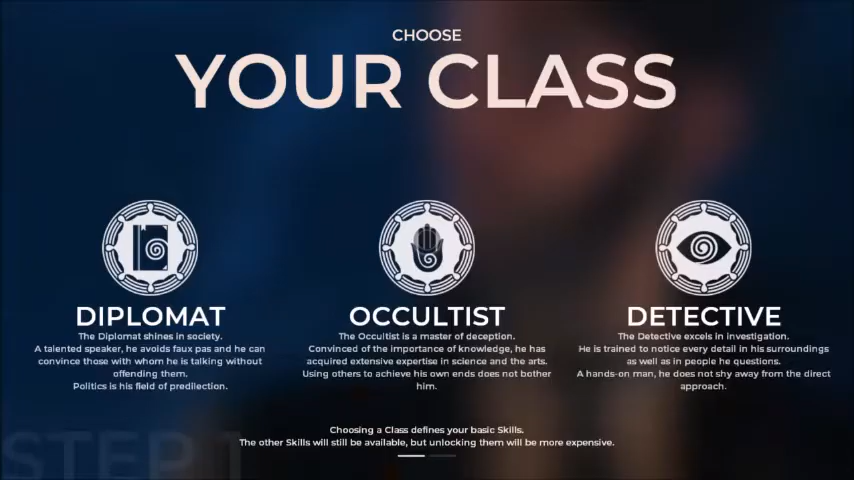 CHOOSE
YOUR CLASS
DIPLOMAT
The Diplomat shines in society.
A talented speaker, he avoids faux pas and he can
convince those with whom he is talking without
offending them.
Politics is his field of predilection.
OCCULTIST
The Occultist is a master of deception.
Convinced of the importance of knowledge, he has
acquired extensive expertise in science and the arts.
Using others to achieve his own ends does not bother
him.
DETECTIVE
The Detective excels in investigation.
He is trained to notice every detail in his surroundings
as well as in people he questions.
A hands-on man, he does not shy away from the direct
approach.
Choosing a Class defines your basic Skills.
The other Skills will still be available, but unlocking them will be more expensive.
STEP 1